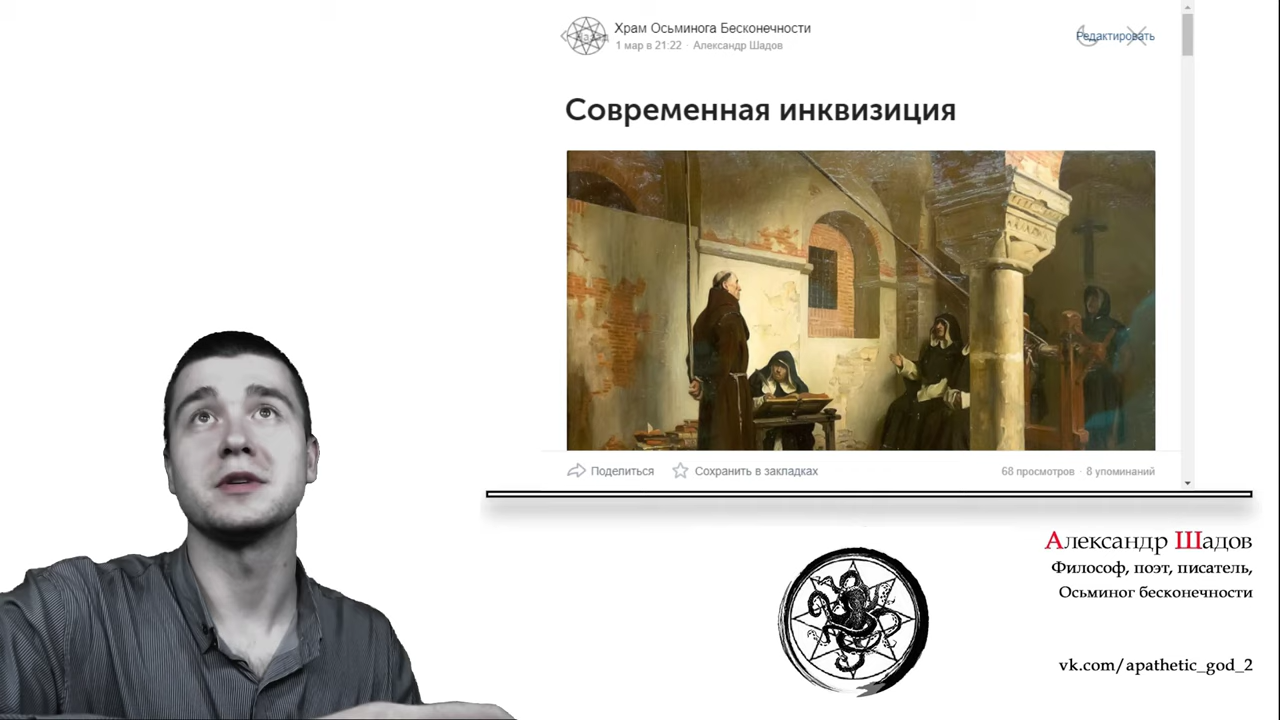 Храм Осьминога Бесконечности
1 мар в 21:22 · Александр Шадов
Редактировать
Современная инквизиция
Поделиться
Сохранить в закладках
68 просмотров · 8 упоминаний
Александр Шадов
Философ, поэт, писатель,
Осьминог бесконечности
vk.com/apathetic_god_2